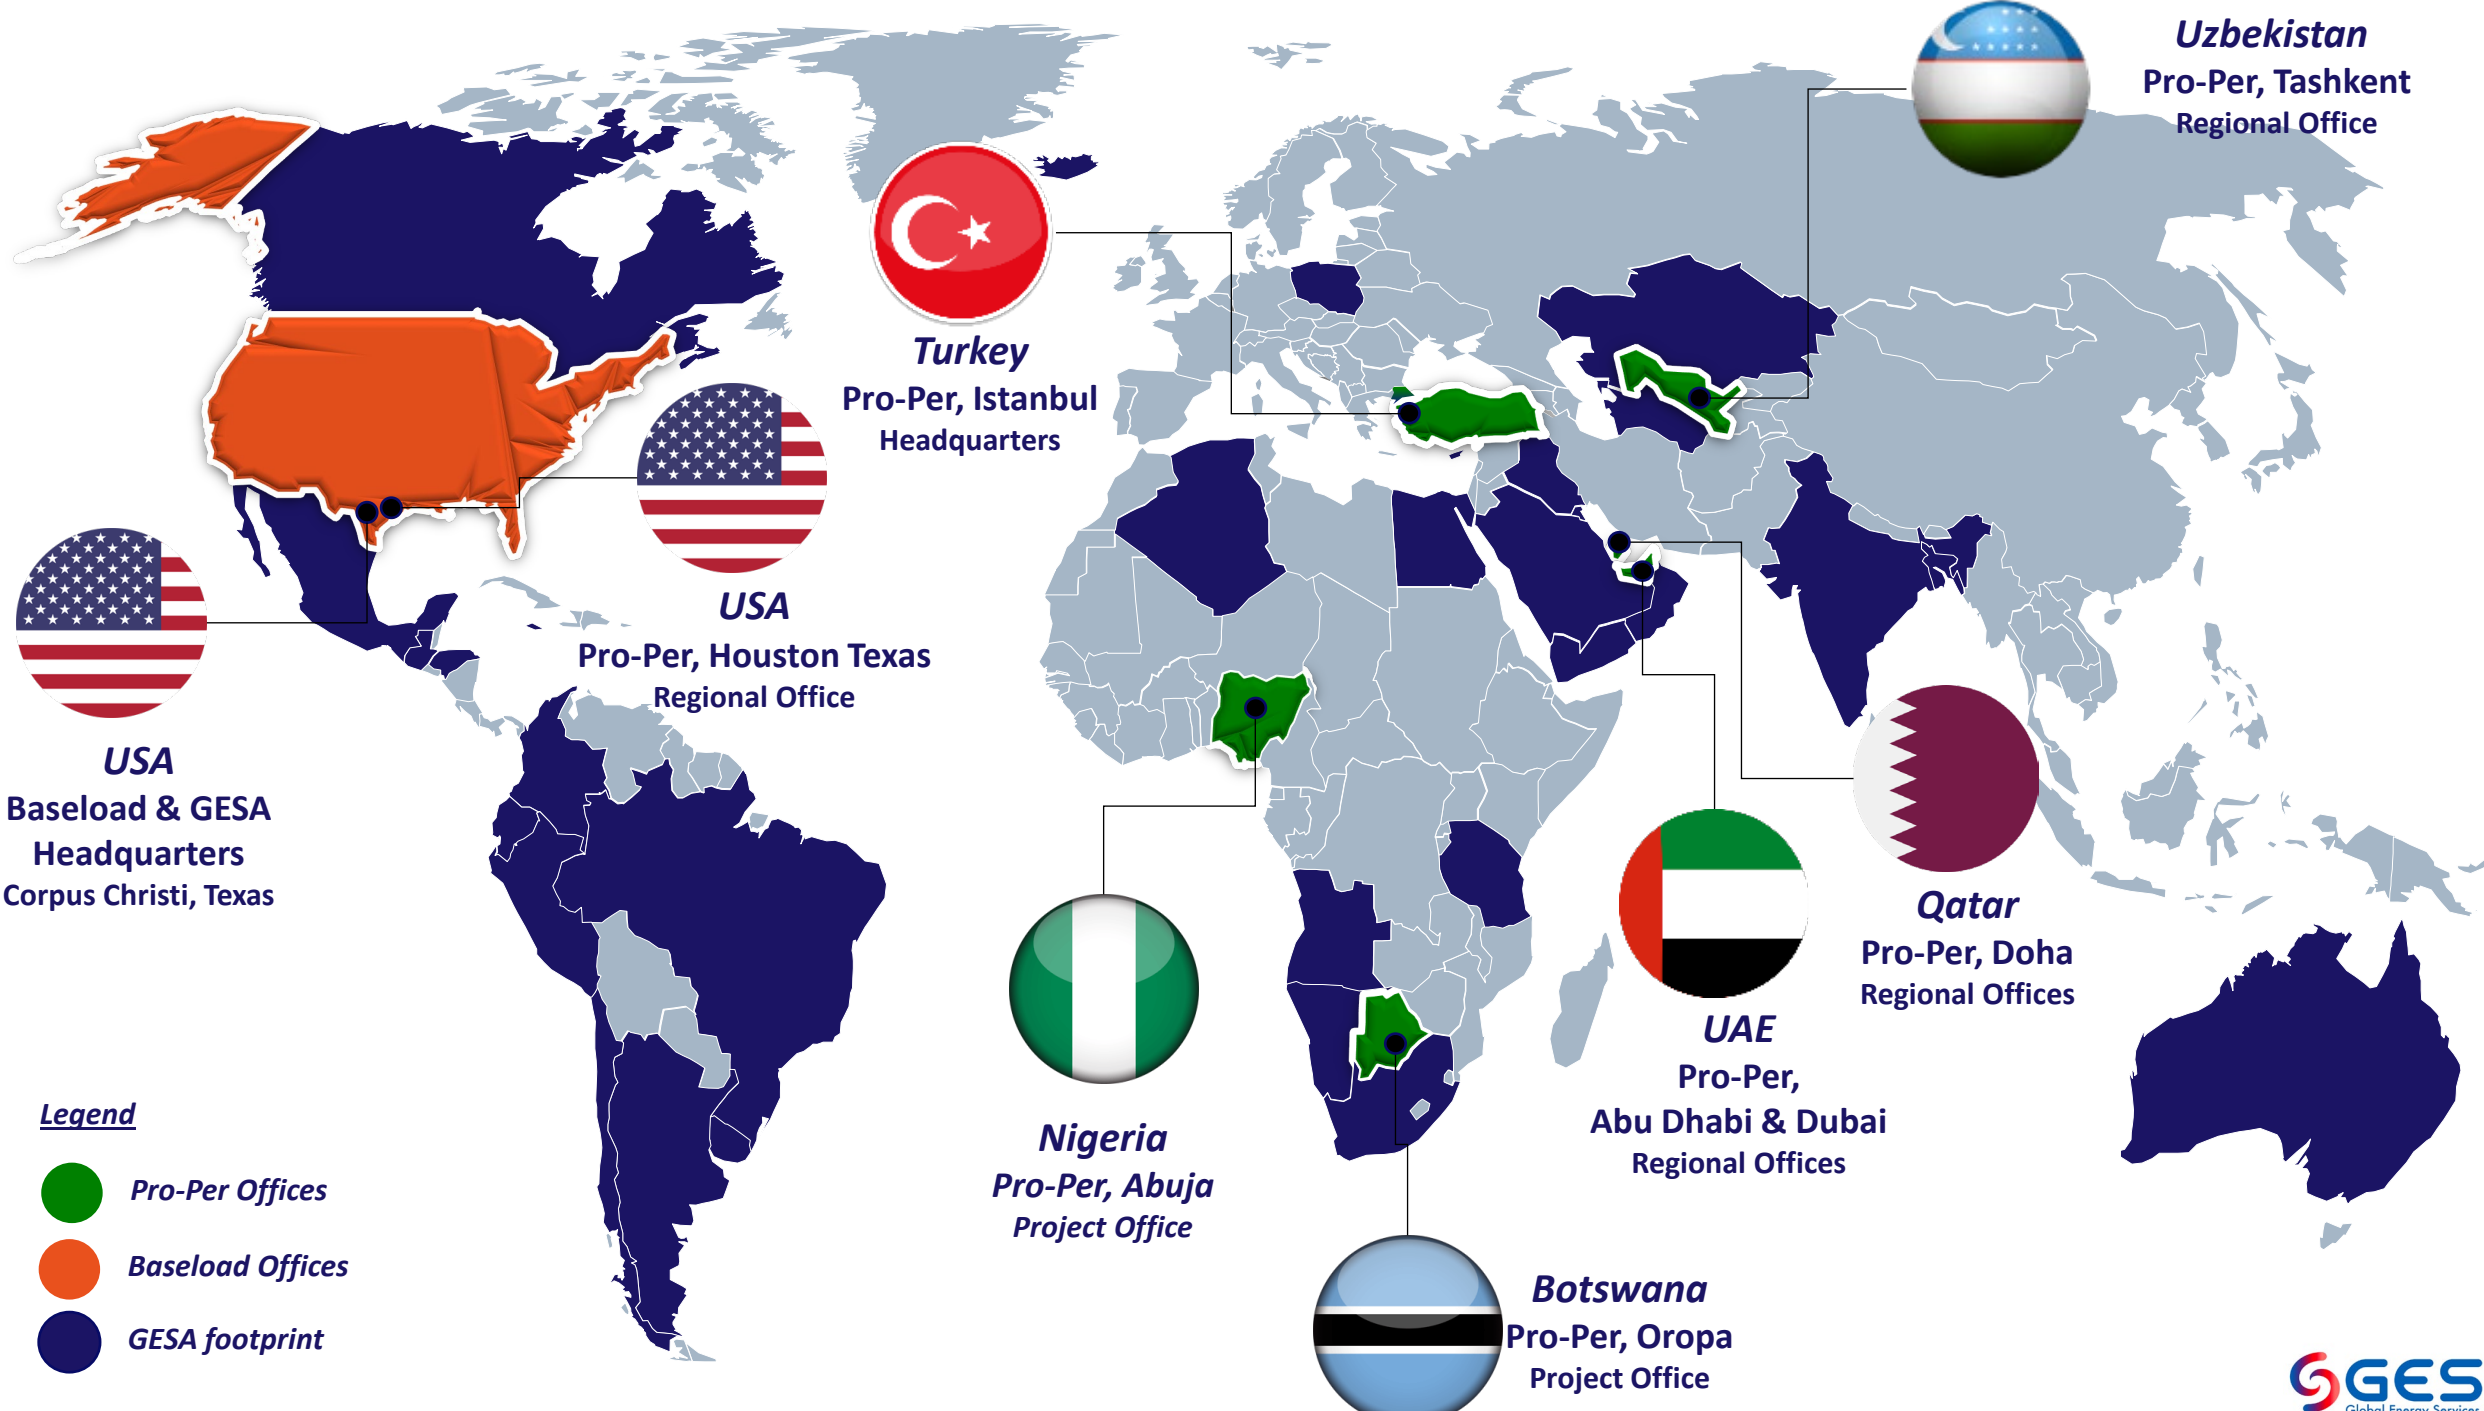 Uzbekistan
Pro-Per, Tashkent
Regional Office
Turkey
Pro-Per, Istanbul
Headquarters
USA
Pro-Per, Houston Texas
Regional Office
USA
Baseload & GESA
Headquarters
Corpus Christi, Texas
Qatar
Pro-Per, Doha
Regional Offices
UAE
Pro-Per,
Abu Dhabi & Dubai
Regional Offices
Nigeria
Pro-Per, Abuja
Project Office
Botswana
Pro-Per, Oropa
Project Office
Legend
Pro-Per Offices
Baseload Offices
GESA footprint
GES
Global Energy Services